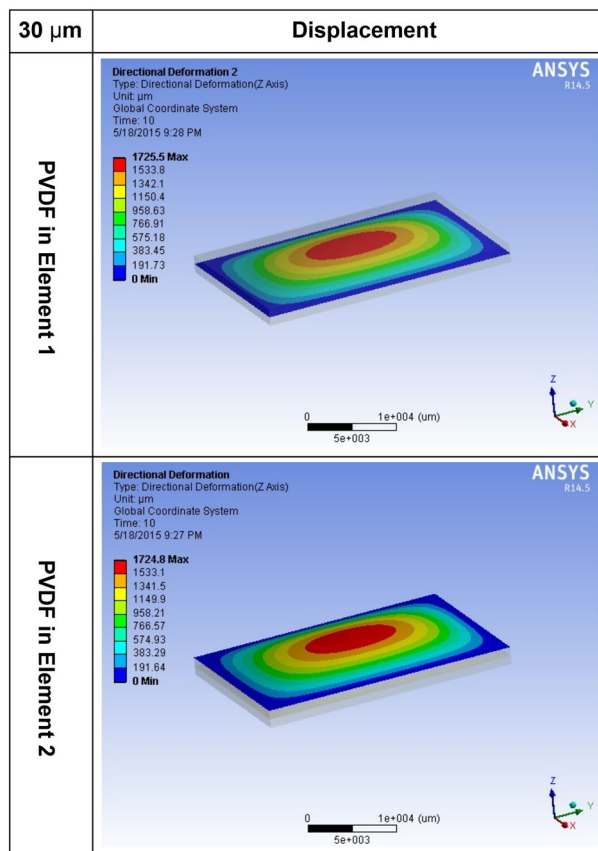 30 µm
Displacement
PVDF in Element 1
Directional Deformation 2
Type: Directional Deformation(Z Axis)
Unit: µm
Global Coordinate System
Time: 10
5/18/2015 9:28 PM
ANSYS
R14.5
1725.5 Max
1533.8
1342.1
1150.4
958.63
766.91
575.18
383.45
191.73
0 Min
Z
Y
X
0 1e+004 (um)
5e+003
PVDF in Element 2
Directional Deformation
Type: Directional Deformation(Z Axis)
Unit: µm
Global Coordinate System
Time: 10
5/18/2015 9:27 PM
ANSYS
R14.5
1724.8 Max
1533.1
1341.5
1149.9
958.21
766.57
574.93
383.29
191.64
0 Min
Z
Y
X
0 1e+004 (um)
5e+003